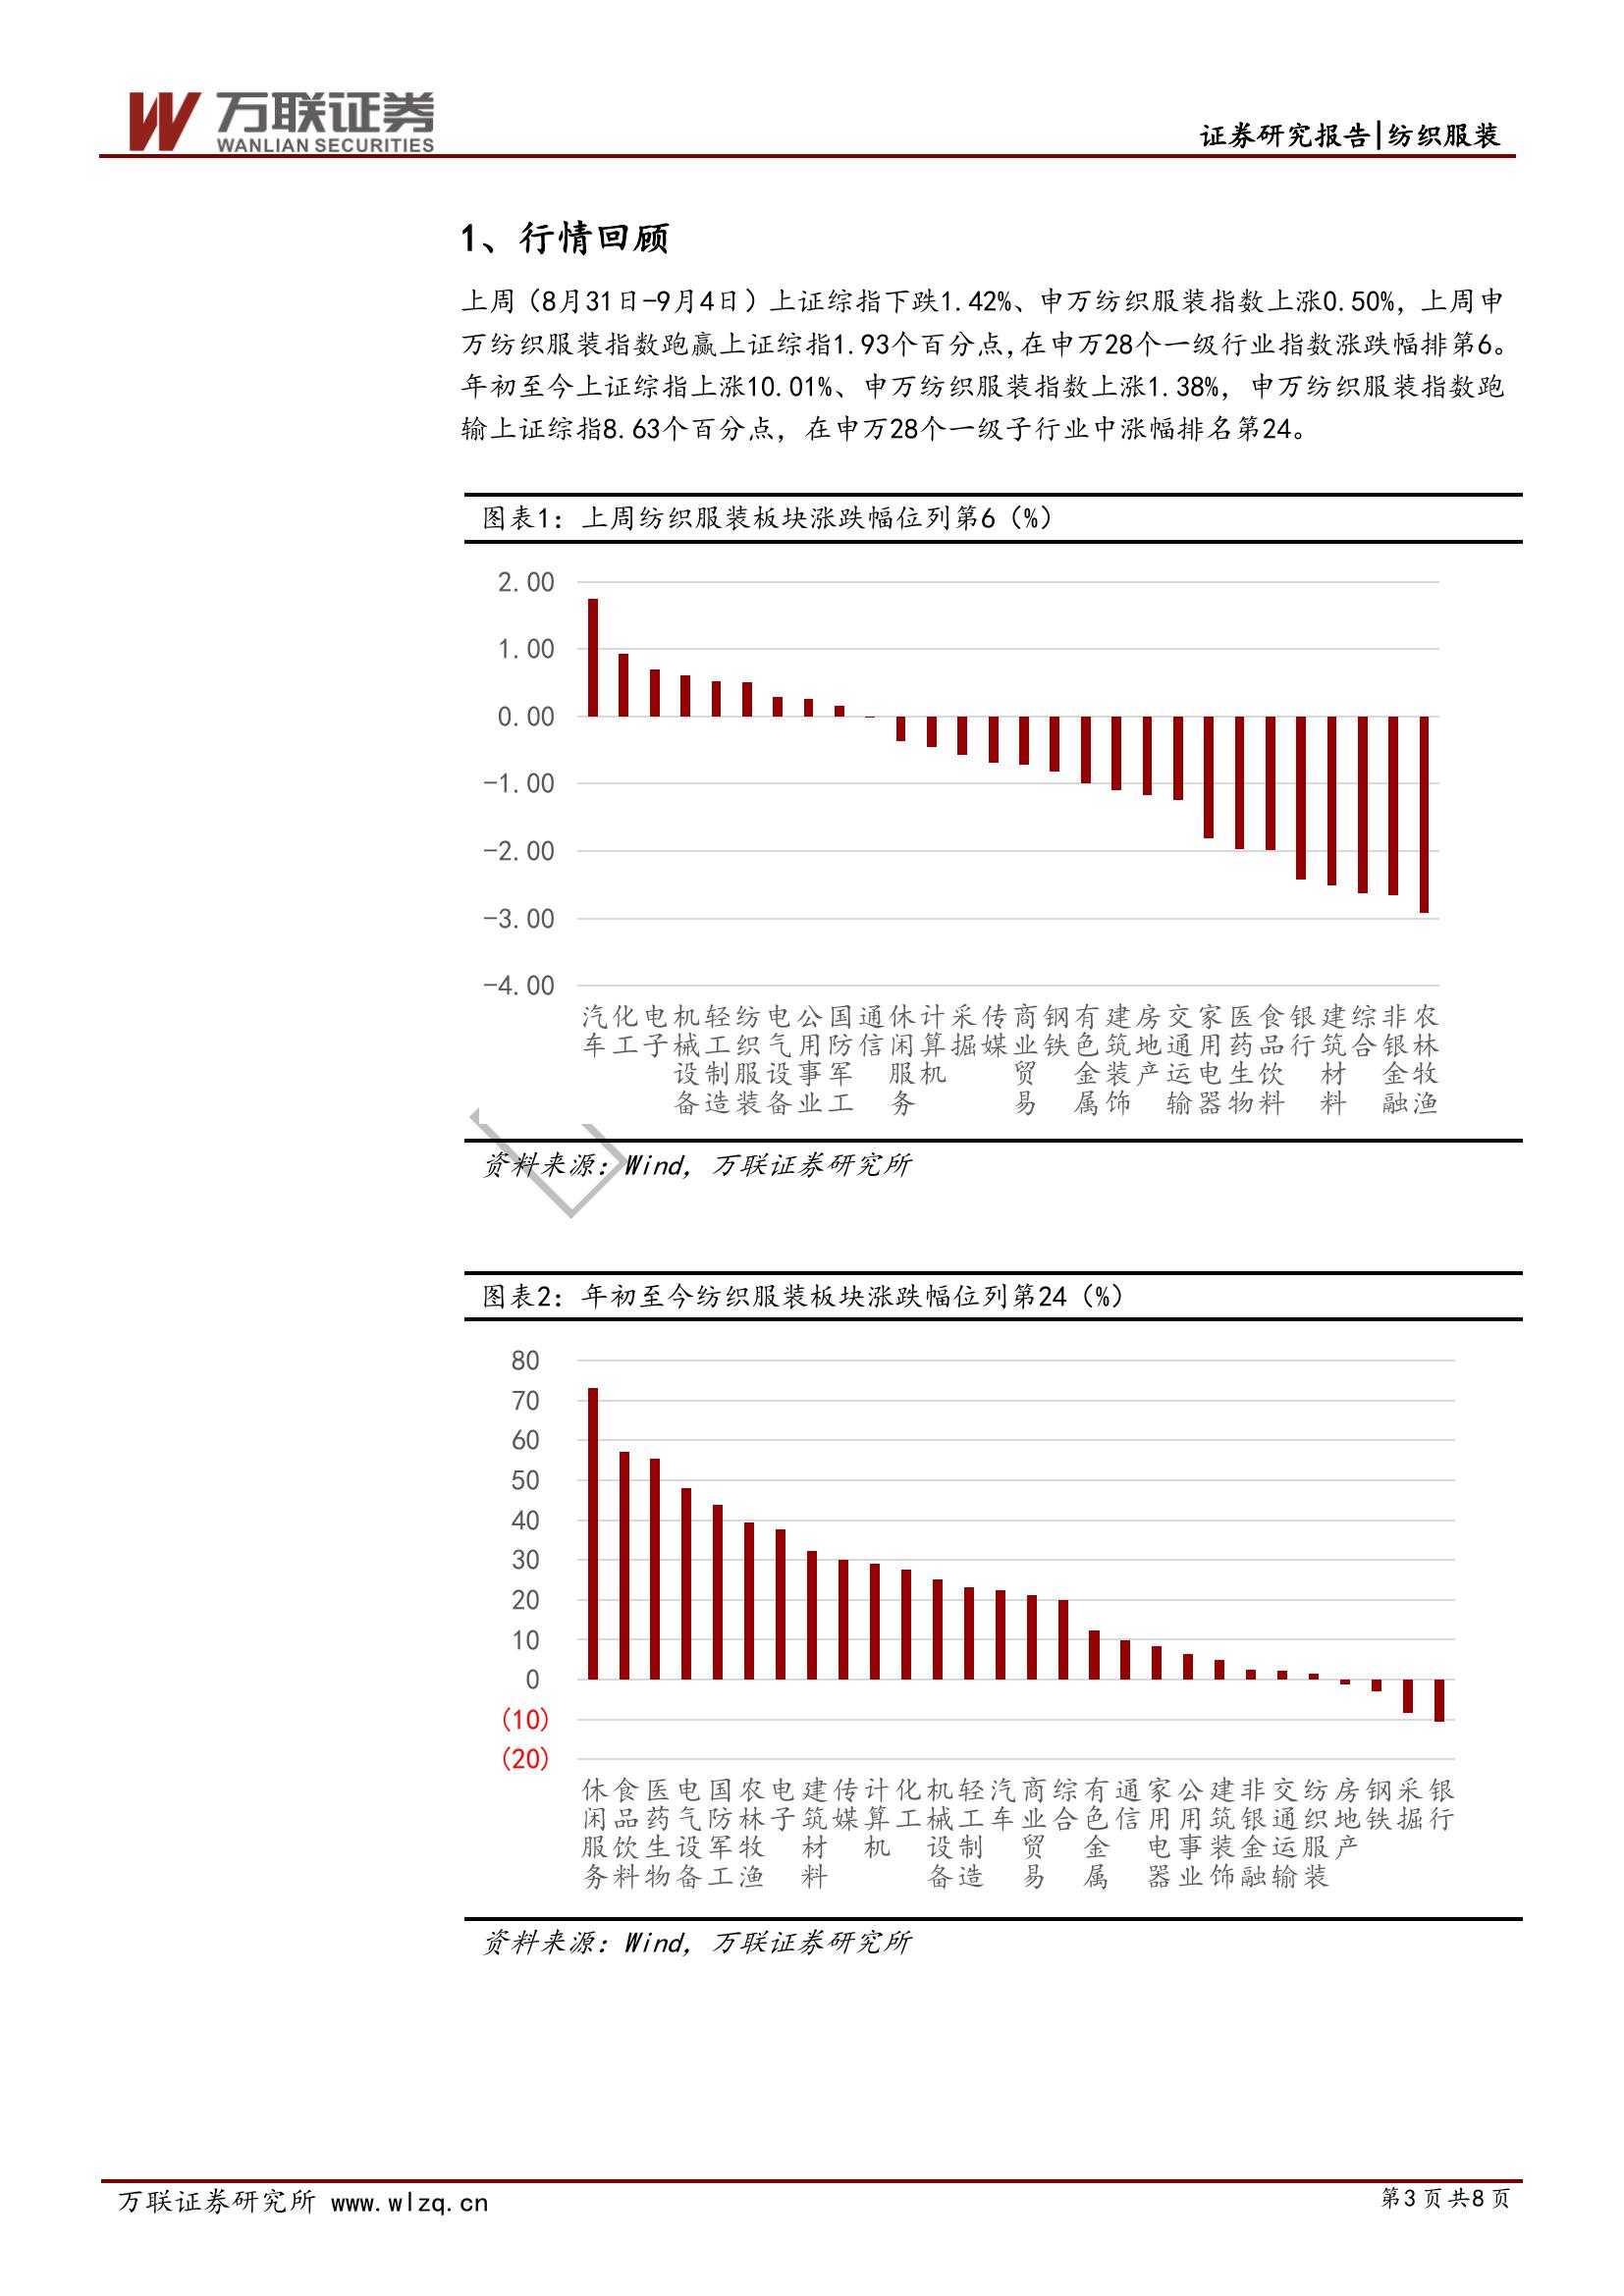 万联证券
WANLIAN SECURITIES
证券研究报告|纺织服装
1、行情回顾
上周（8月31日-9月4日）上证综指下跌1.42%、申万纺织服装指数上涨0.50%，上周申
万纺织服装指数跑赢上证综指1.93个百分点,在申万28个一级行业指数涨跌幅排第6。
年初至今上证综指上涨10.01%、申万纺织服装指数上涨1.38%，申万纺织服装指数跑
输上证综指8.63个百分点，在申万28个一级子行业中涨幅排名第24。
图表1：上周纺织服装板块涨跌幅位列第6（%）
2.00
1.00
0.00
-1.00
-2.00
-3.00
-4.00
汽车
化工
电子
机械设备
轻工制造
纺织服装
电气设备
公用事业
国防军工
通信
休闲服务
计算机
采掘
传媒
商业贸易
钢铁
有色金属
建筑装饰
房地产
交通运输
家用电器
医药生物
食品饮料
银行
建筑材料
综合
非银金融
农林牧渔
资料来源：Wind，万联证券研究所
图表2：年初至今纺织服装板块涨跌幅位列第24（%）
80
70
60
50
40
30
20
10
0
(10)
(20)
休闲服务
食品饮料
医药生物
电气设备
国防军工
农林牧渔
电子
建筑材料
传媒
计算机
化工
机械设备
轻工制造
汽车
商业贸易
综合
有色金属
通信
家用电器
公用事业
建筑装饰
非银金融
交通运输
纺织服装
房地产
钢铁
采掘
银行
资料来源：Wind，万联证券研究所
万联证券研究所 www.wlzq.cn
第3页共8页